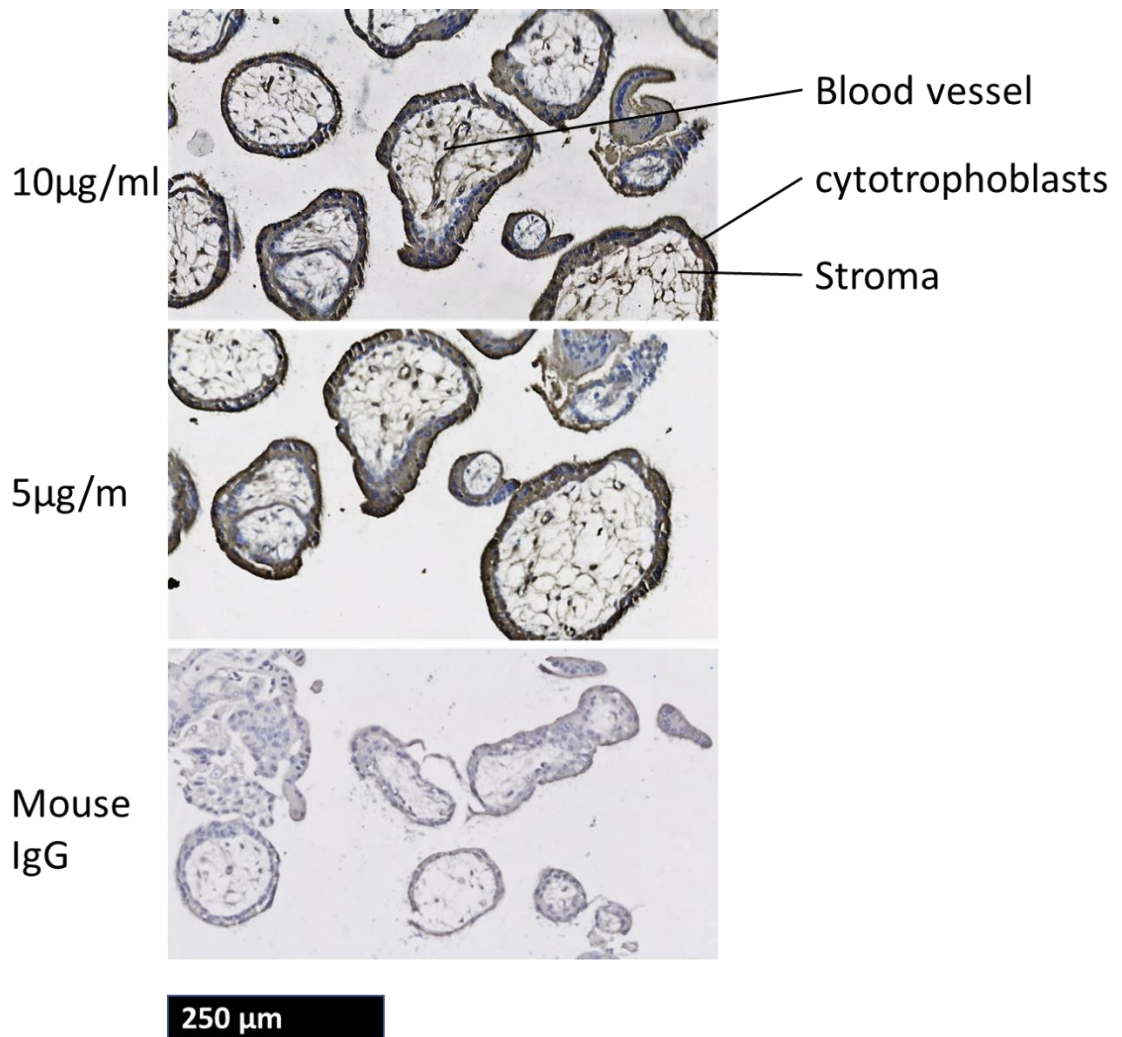 Blood vessel
10µg/ml
cytotrophoblasts
Stroma
5µg/m
Mouse
IgG
250 µm